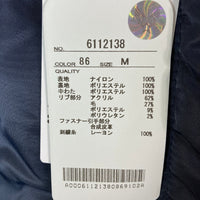 NO. 6112138
COLOR 86 SIZE M
QUALITY
表地 ナイロン 100%
裏地 ポリエステル 100%
中わた ポリエステル 100%
リブ部分 アクリル 62%
毛 27%
ポリエステル 9%
ポリウレタン 2%
ファスナー引手部分
合成皮革
刺繍糸 レーヨン 100%
A00061121380869102A